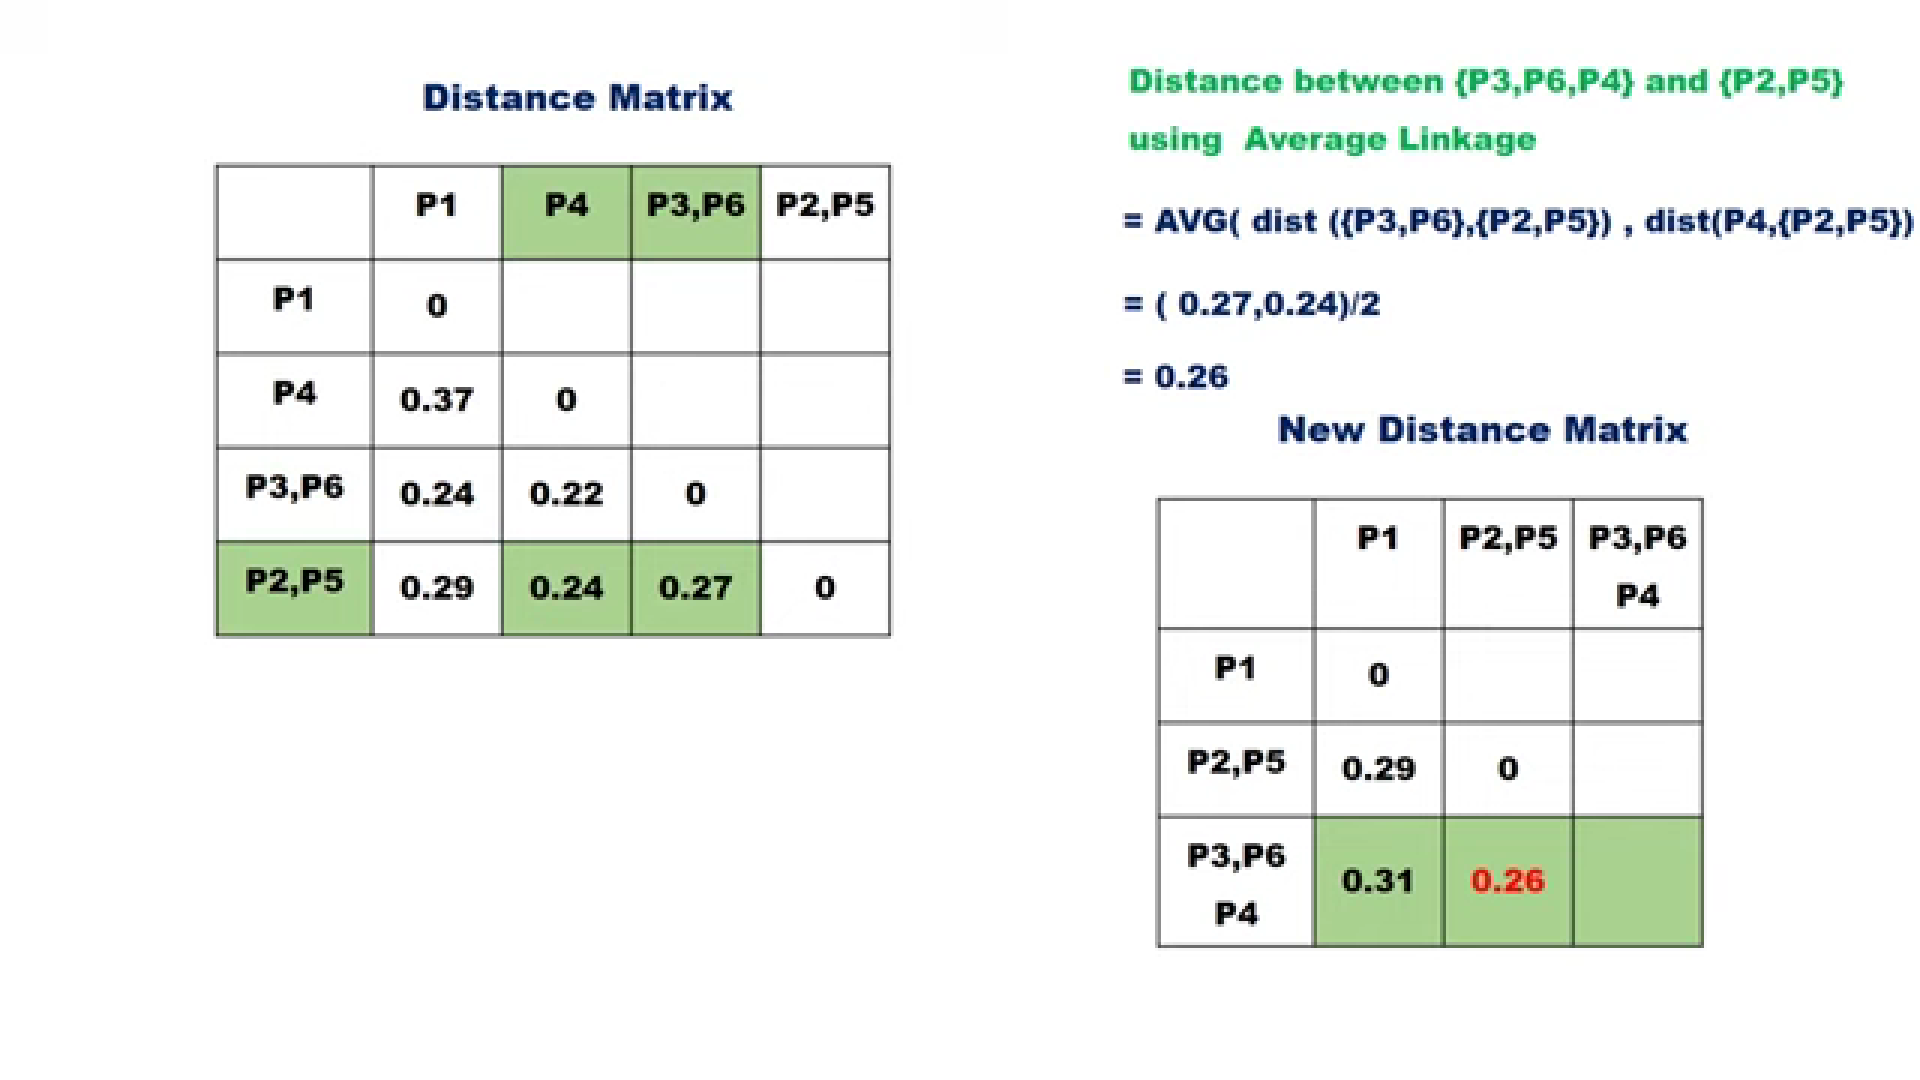 Distance Matrix
P1 P4 P3,P6 P2,P5
P1 0
P4 0.37 0
P3,P6 0.24 0.22 0
P2,P5 0.29 0.24 0.27 0
Distance between {P3,P6,P4} and {P2,P5}
using Average Linkage
= AVG( dist ({P3,P6},{P2,P5}) , dist(P4,{P2,P5})
= ( 0.27,0.24)/2
= 0.26
New Distance Matrix
P1 P2,P5 P3,P6
P4
P1 0
P2,P5 0.29 0
P3,P6
0.31 0.26
P4